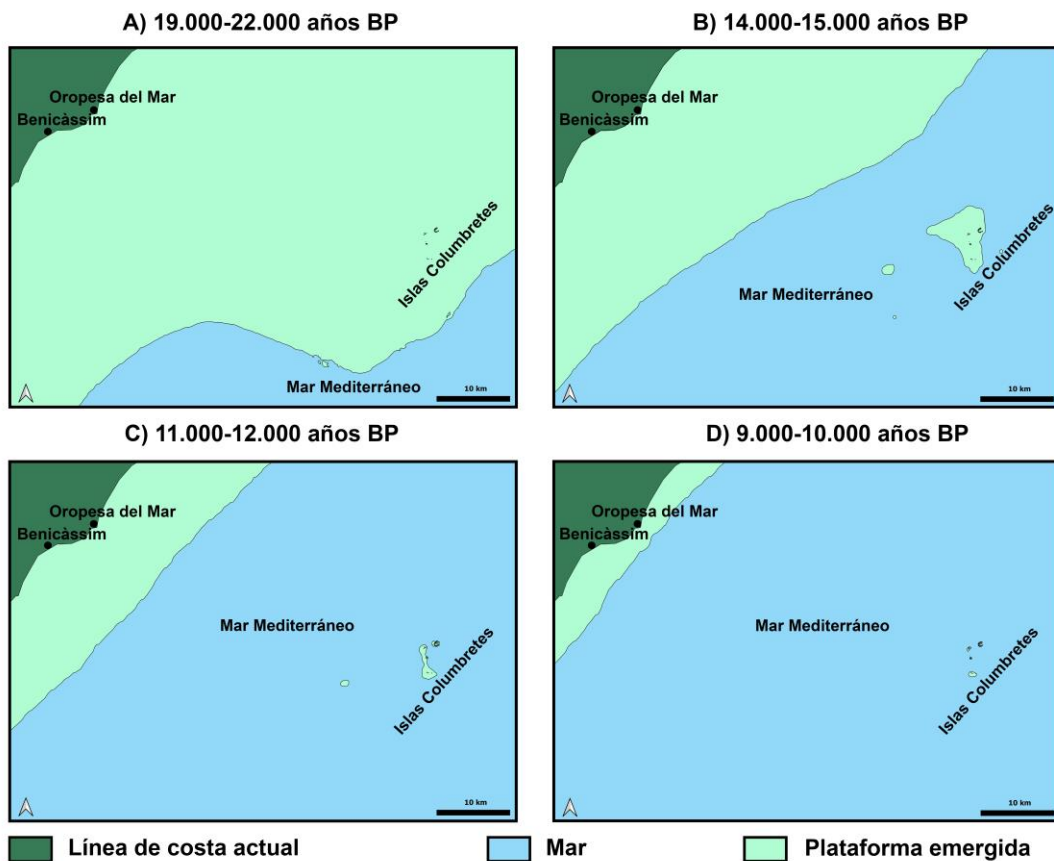 A) 19.000-22.000 años BP
Oropesa del Mar
Benicàssim
Islas Columbretes
Mar Mediterráneo
10 km
B) 14.000-15.000 años BP
Oropesa del Mar
Benicàssim
Islas Columbretes
Mar Mediterráneo
10 km
C) 11.000-12.000 años BP
Oropesa del Mar
Benicàssim
Mar Mediterráneo
Islas Columbretes
10 km
D) 9.000-10.000 años BP
Oropesa del Mar
Benicàssim
Mar Mediterráneo
Islas Columbretes
10 km
Línea de costa actual
Mar
Plataforma emergida